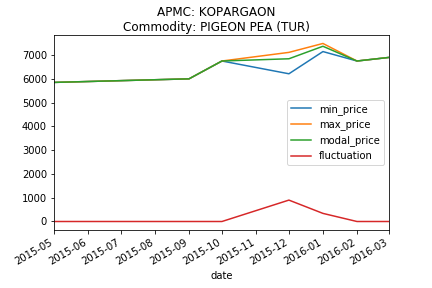 APMC: KOPARGAON
Commodity: PIGEON PEA (TUR)
7000
6000
5000
4000
3000
2000
1000
0
min_price
max_price
modal_price
fluctuation
2015-05
2015-06
2015-07
2015-08
2015-09
2015-10
2015-11
2015-12
2016-01
2016-02
2016-03
date